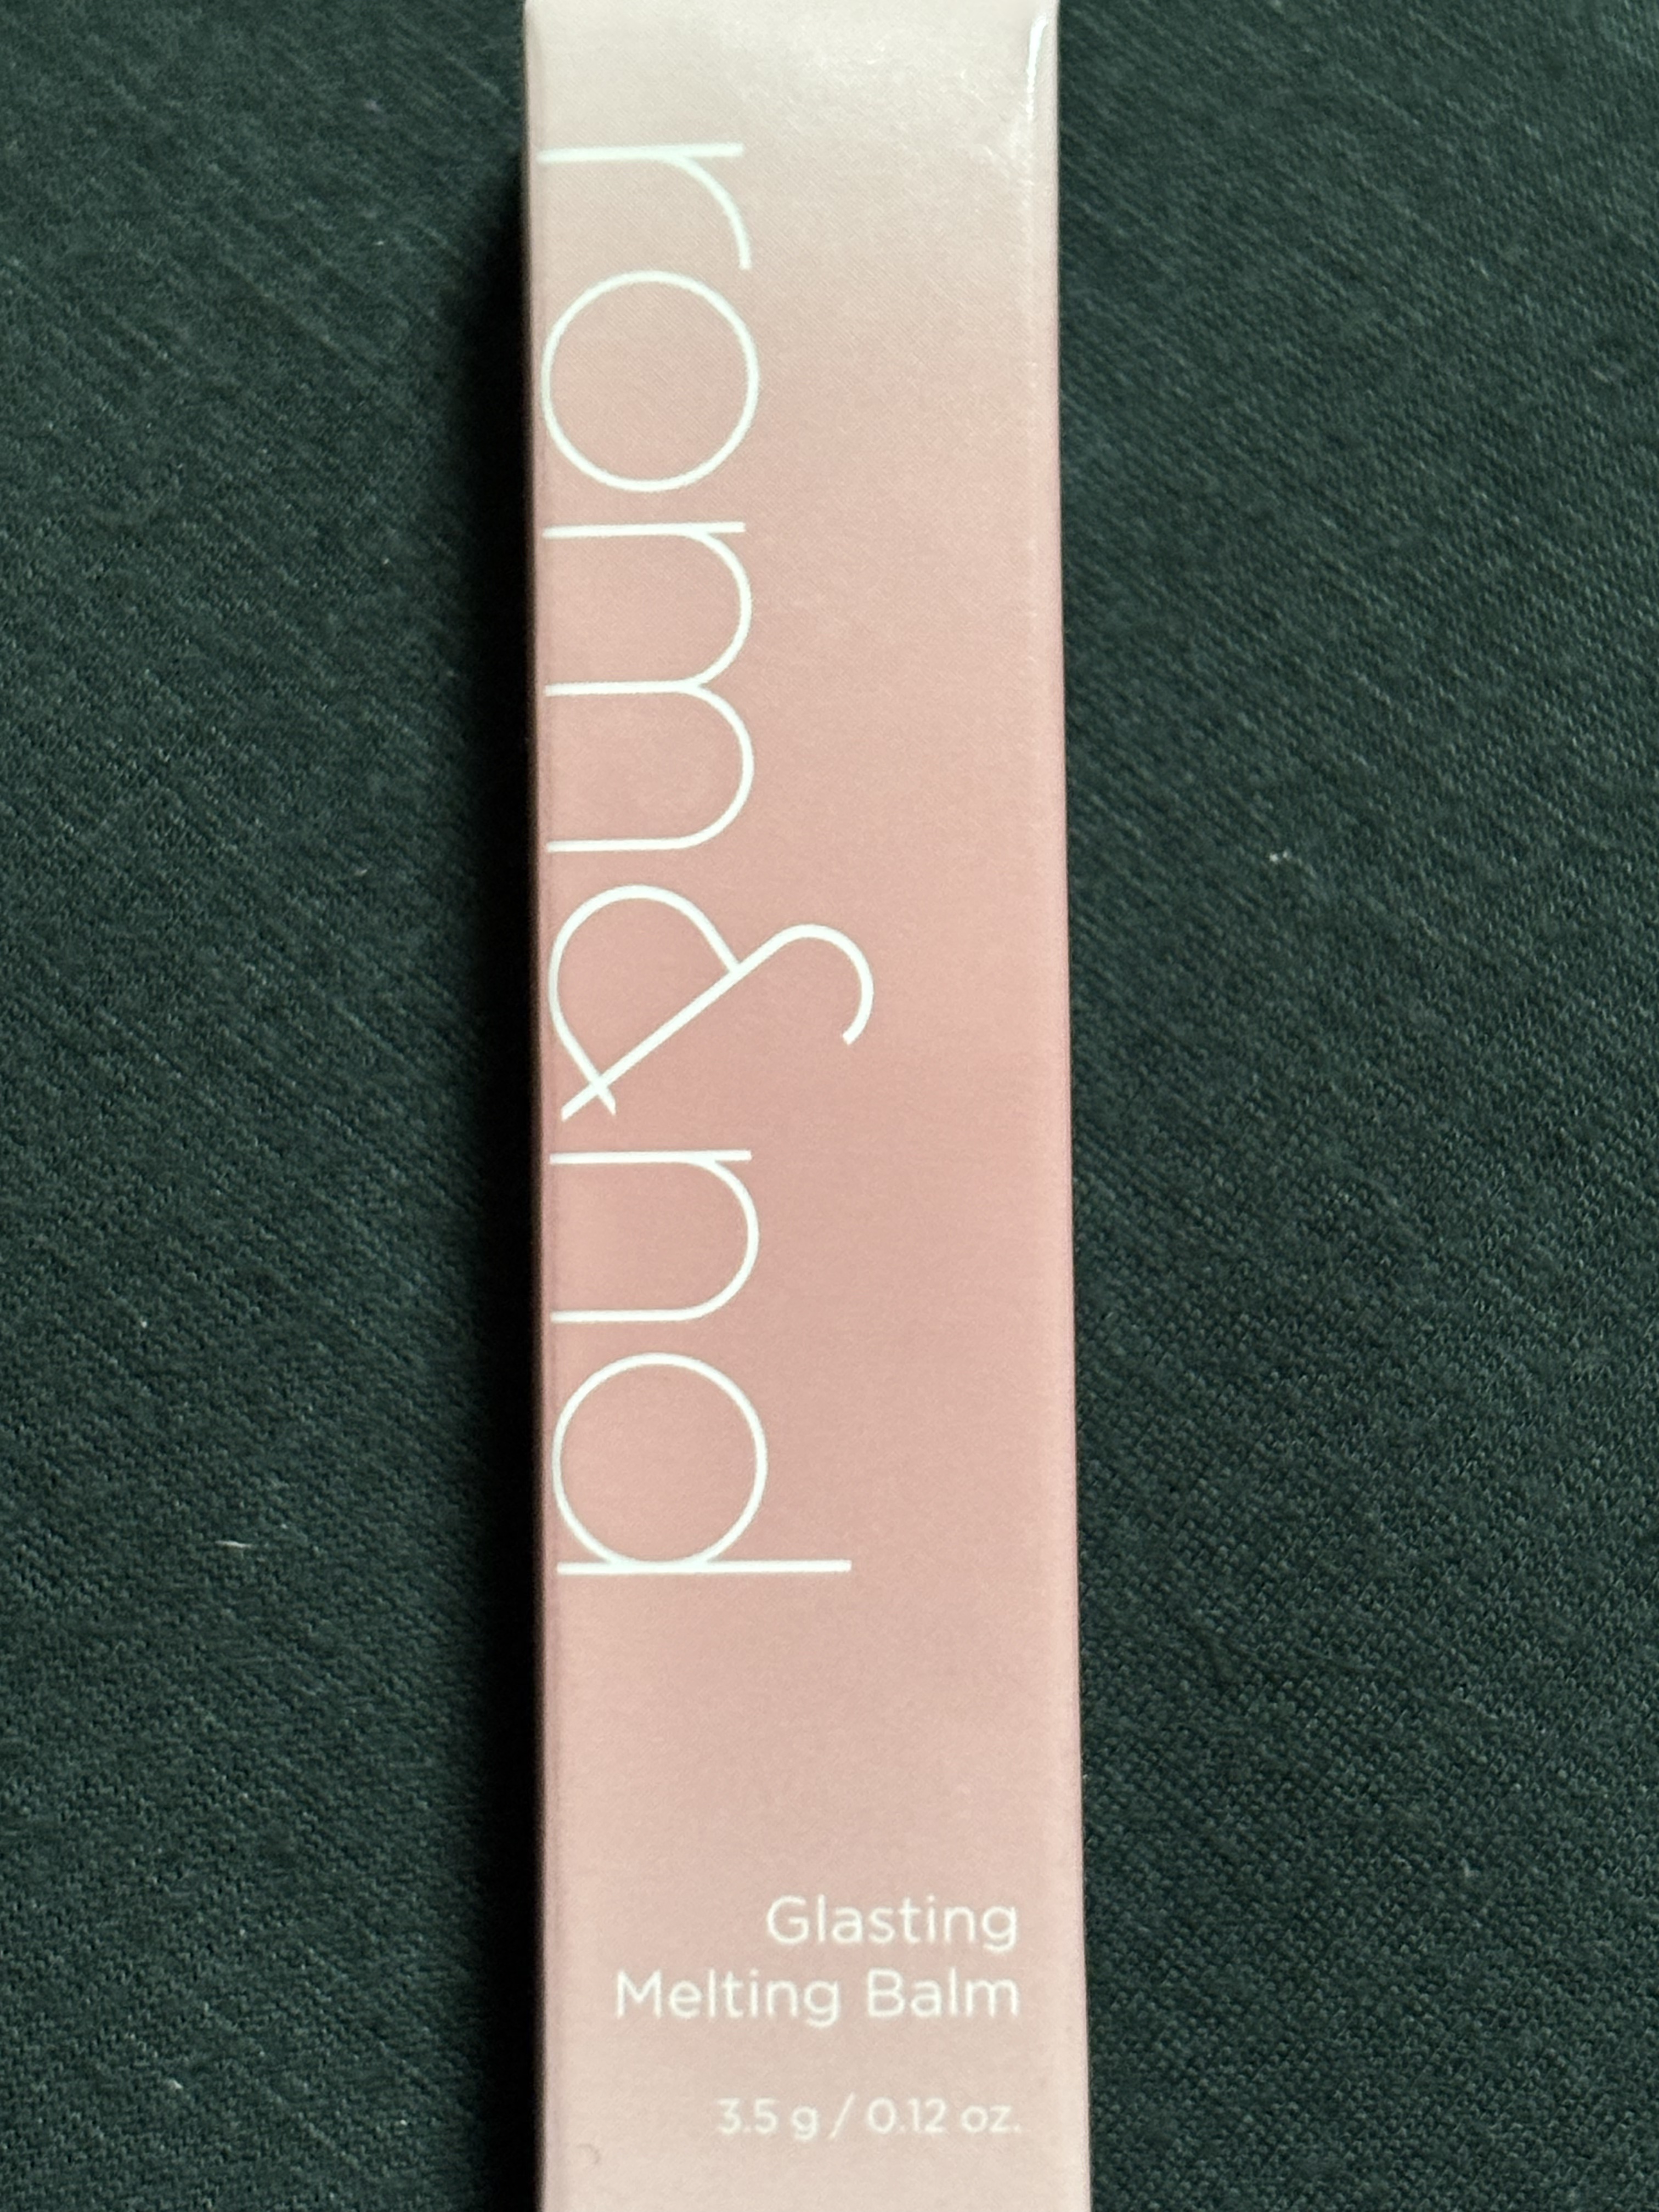 rom&nd
Glasting
Melting Balm
3.5 g / 0.12 oz.